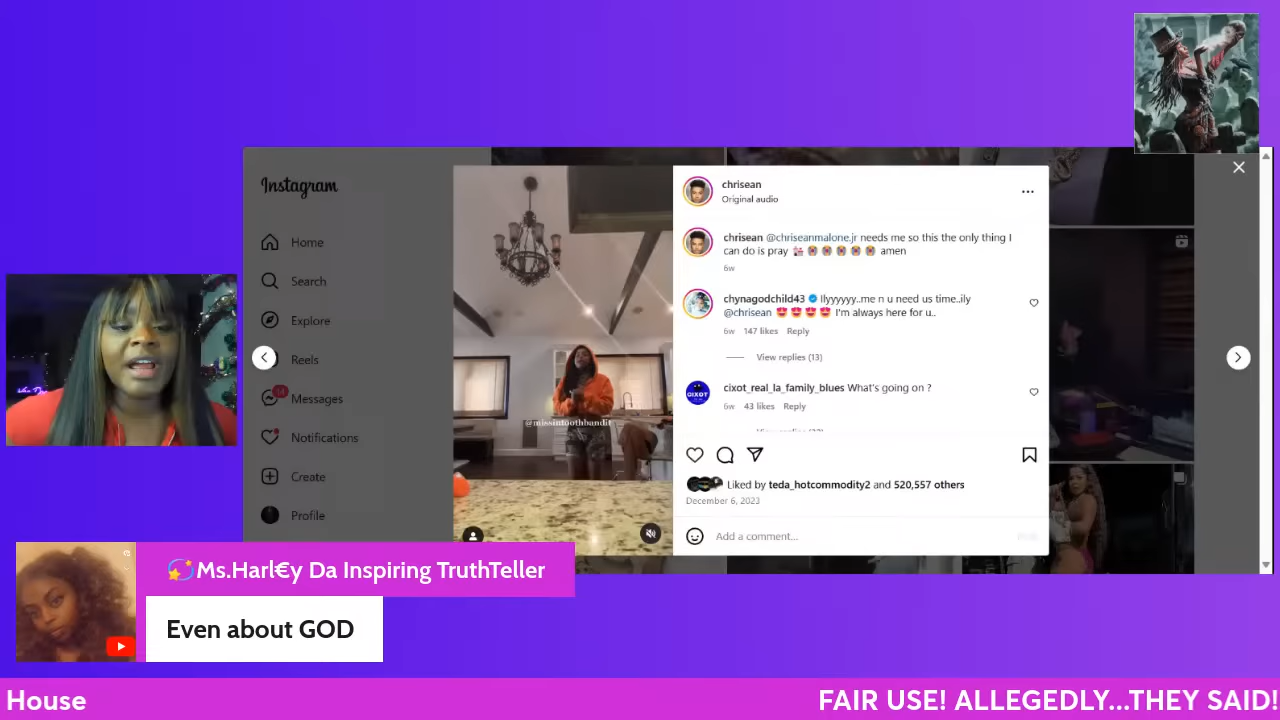 Instagram
Home
Search
Explore
Reels
Messages
Notifications
Create
Profile
@missintoothbandit
chrisean
Original audio
chrisean @chriseanmalone.jr needs me so this the only thing I
can do is pray 💒 😭 😭 😭 😭 😭 amen
6w
chynagodchild43 Ilyyyyyy..me n u need us time..ily
@chrisean 😍 😍 😍 😍 I'm always here for u..
6w 147 likes Reply
View replies (13)
CIXOT
cixot_real_la_family_blues What's going on ?
6w 43 likes Reply
Liked by teda_hotcommodity2 and 520,557 others
December 6, 2023
Add a comment...
💫Ms.Harl€y Da Inspiring TruthTeller
Even about GOD
House
FAIR USE! ALLEGEDLY...THEY SAID!